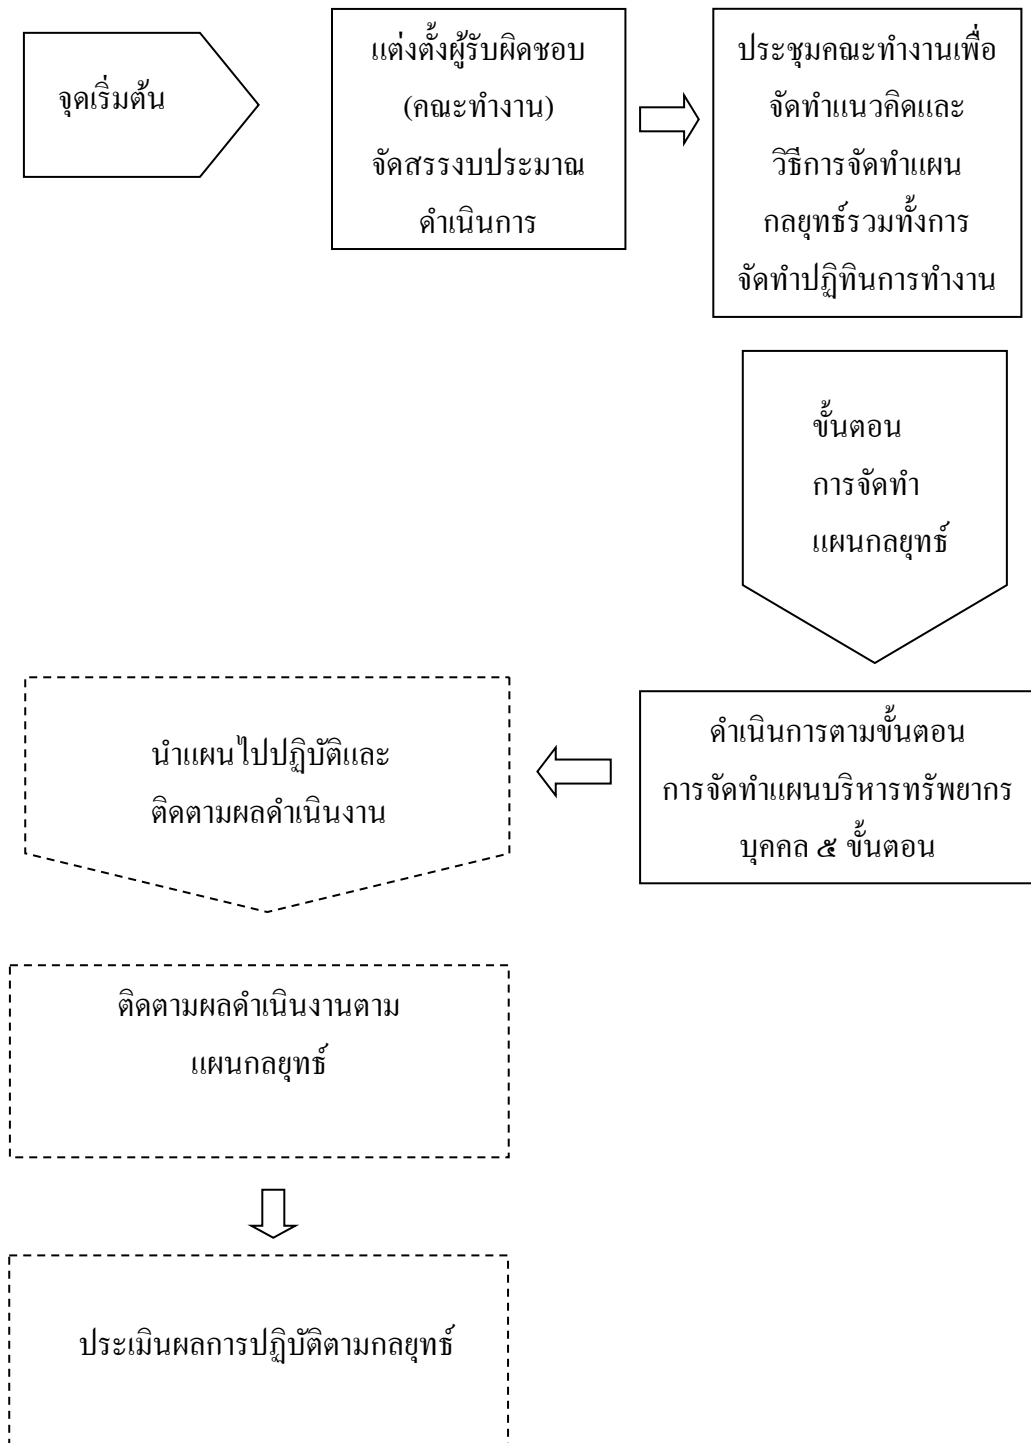 จุดเริ่มต้น
แต่งตั้งผู้รับผิดชอบ
(คณะทำงาน)
จัดสรรงบประมาณ
ดำเนินการ
ประชุมคณะทำงานเพื่อ
จัดทำแนวคิดและ
วิธีการจัดทำแผน
กลยุทธ์รวมทั้งการ
จัดทำปฏิทินการทำงาน
ขั้นตอน
การจัดทำ
แผนกลยุทธ์
ดำเนินการตามขั้นตอน
การจัดทำแผนบริหารทรัพยากร
บุคคล ๕ ขั้นตอน
นำแผนไปปฏิบัติและ
ติดตามผลดำเนินงาน
ติดตามผลดำเนินงานตาม
แผนกลยุทธ์
ประเมินผลการปฏิบัติตามกลยุทธ์